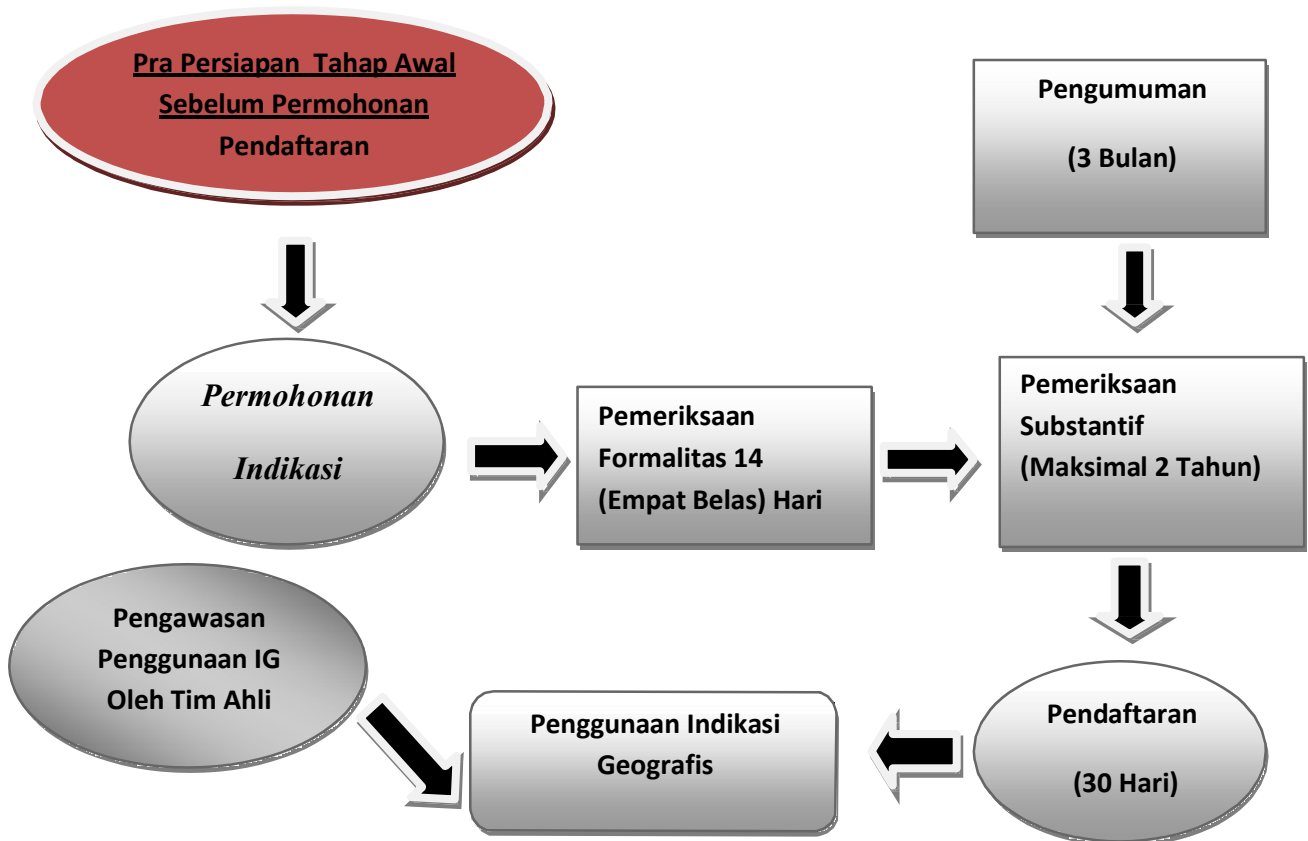 Pra Persiapan Tahap Awal
Sebelum Permohonan
Pendaftaran
Pengumuman
(3 Bulan)
Permohonan
Indikasi
Pemeriksaan
Formalitas 14
(Empat Belas) Hari
Pemeriksaan
Substantif
(Maksimal 2 Tahun)
Pengawasan
Penggunaan IG
Oleh Tim Ahli
Penggunaan Indikasi
Geografis
Pendaftaran
(30 Hari)